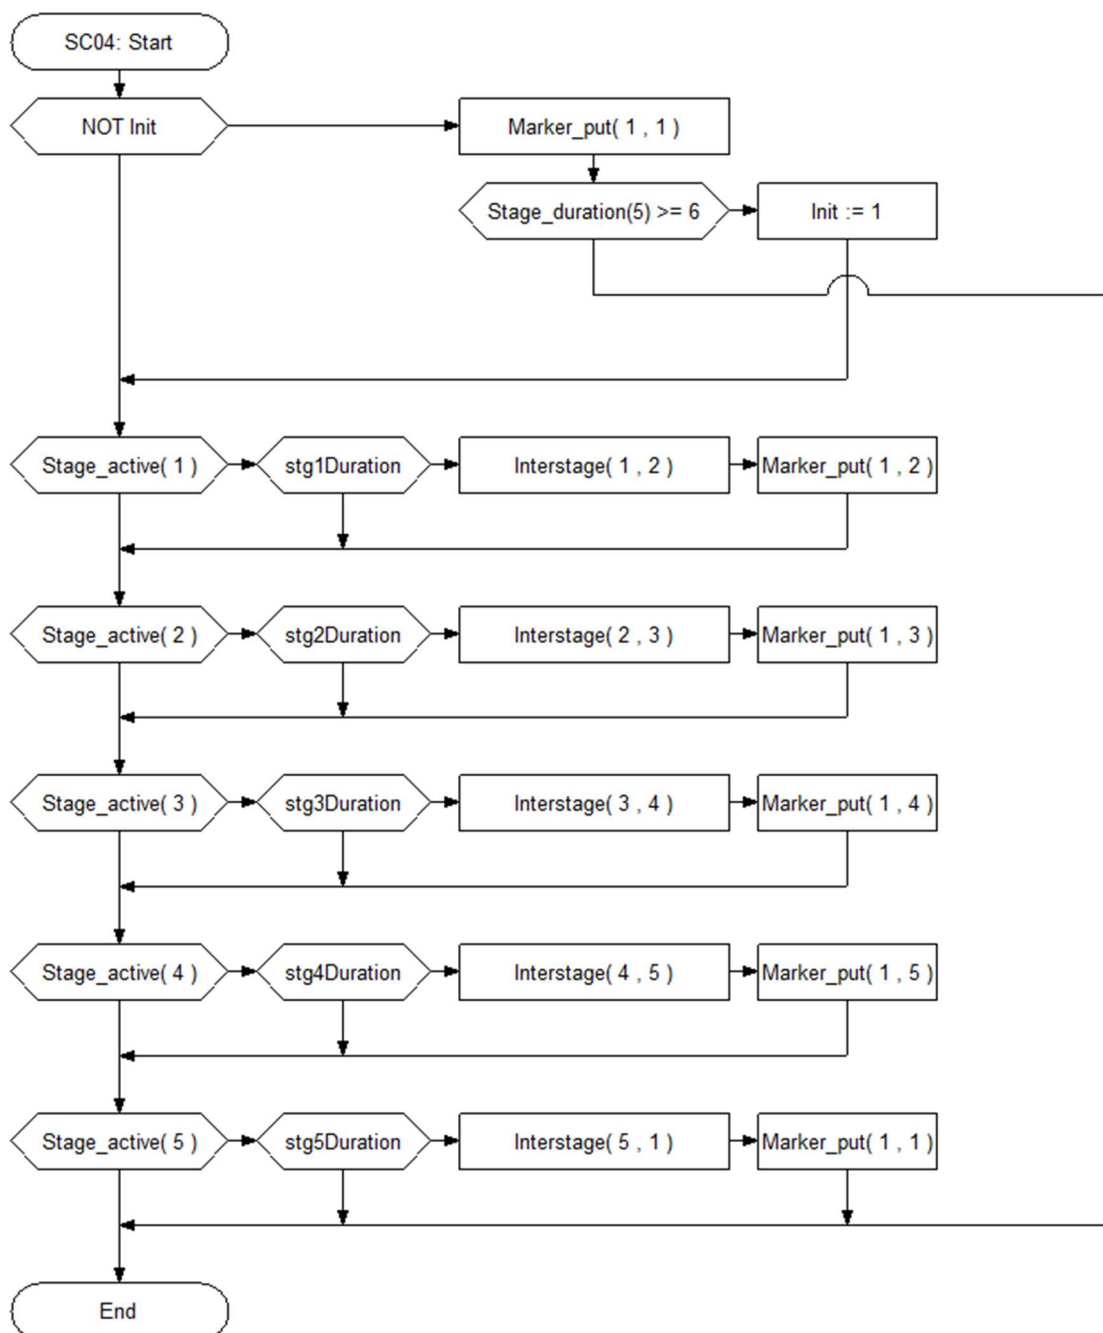 SC04: Start
NOT Init
Marker_put( 1 , 1 )
Stage_duration(5) >= 6
Init := 1
Stage_active( 1 )
stg1Duration
Interstage( 1 , 2 )
Marker_put( 1 , 2 )
Stage_active( 2 )
stg2Duration
Interstage( 2 , 3 )
Marker_put( 1 , 3 )
Stage_active( 3 )
stg3Duration
Interstage( 3 , 4 )
Marker_put( 1 , 4 )
Stage_active( 4 )
stg4Duration
Interstage( 4 , 5 )
Marker_put( 1 , 5 )
Stage_active( 5 )
stg5Duration
Interstage( 5 , 1 )
Marker_put( 1 , 1 )
End